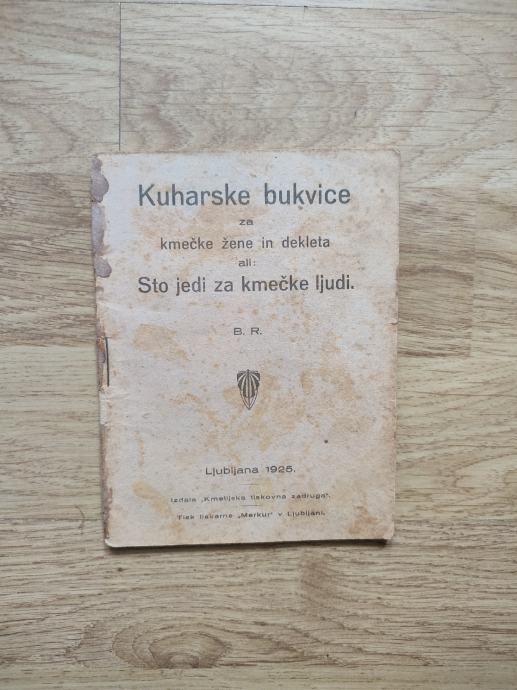 Kuharske bukvice
za
kmečke žene in dekleta
ali:
Sto jedi za kmečke ljudi.
B. R.
Ljubljana 1925.
Izdala „Kmetijska tiskovna zadruga".
Tisk tiskarne „Merkur" v Ljubljani.